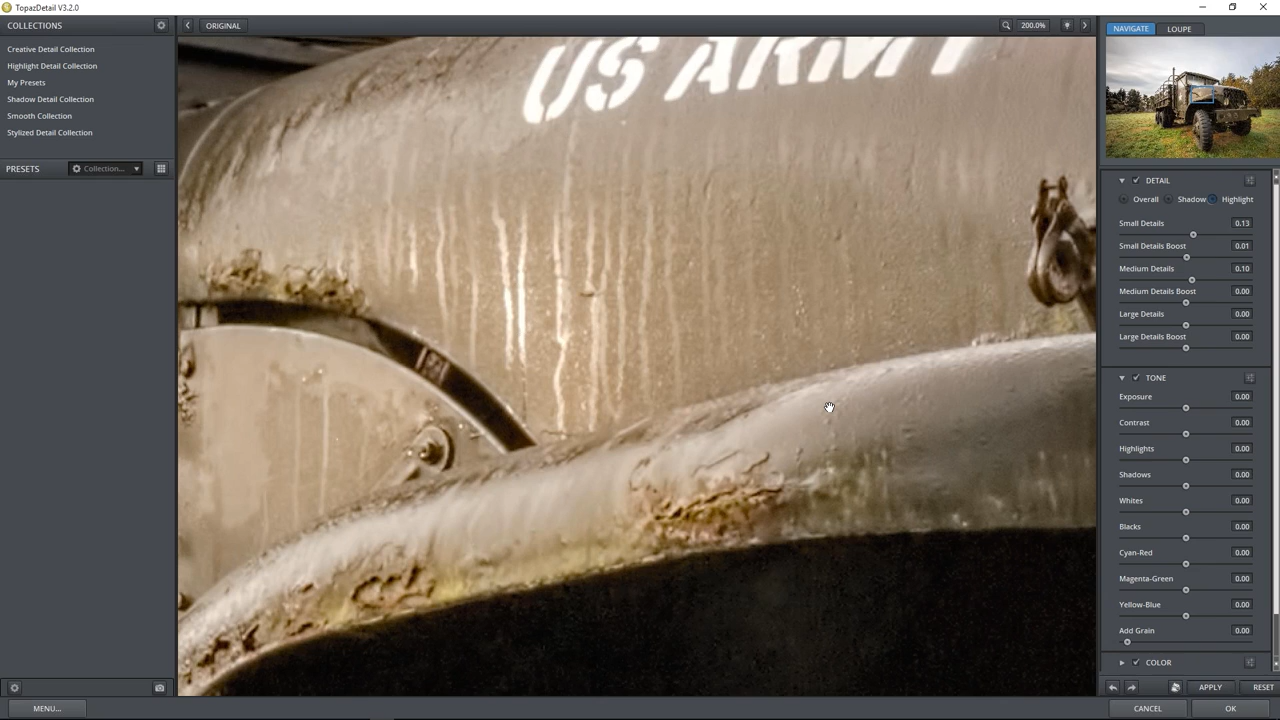 TopazDetail V3.2.0
COLLECTIONS
ORIGINAL
200.0%
NAVIGATE
LOUPE
Creative Detail Collection
Highlight Detail Collection
My Presets
Shadow Detail Collection
Smooth Collection
Stylized Detail Collection
PRESETS
Collection...
US ARMY
DETAIL
Overall
Shadow
Highlight
Small Details 0.13
Small Details Boost 0.01
Medium Details 0.10
Medium Details Boost 0.00
Large Details 0.00
Large Details Boost 0.00
TONE
Exposure 0.00
Contrast 0.00
Highlights 0.00
Shadows 0.00
Whites 0.00
Blacks 0.00
Cyan-Red 0.00
Magenta-Green 0.00
Yellow-Blue 0.00
Add Grain 0.00
COLOR
APPLY
RESET
MENU...
CANCEL
OK